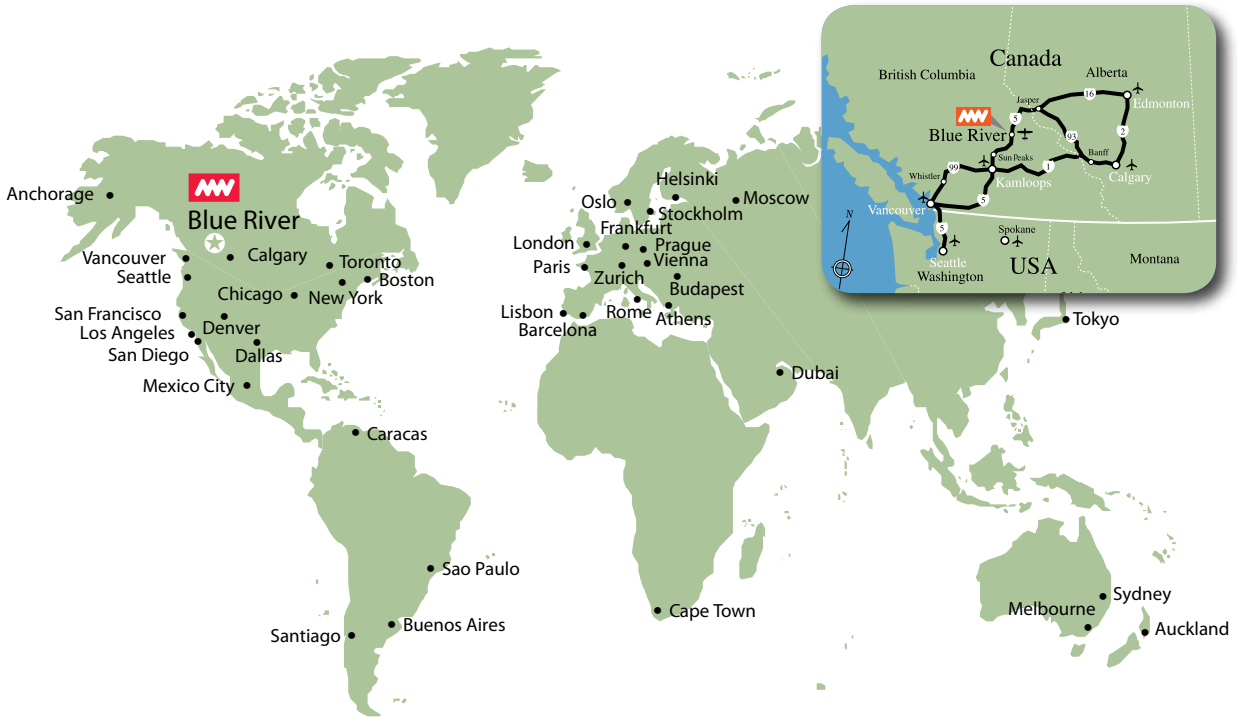 Canada
British Columbia
Alberta
Jasper
16
Edmonton
5
Blue River
93
2
Sun Peaks
Banff
99
1
Whistler
Kamloops
Calgary
Vancouver
5
N
5
Spokane
Seattle
USA
Washington
Montana
Anchorage
Blue River
Vancouver
Calgary
Seattle
Toronto
Boston
Chicago
New York
San Francisco
Denver
Los Angeles
San Diego
Dallas
Mexico City
Caracas
Sao Paulo
Buenos Aires
Santiago
Helsinki
Oslo
Moscow
Stockholm
Frankfurt
London
Prague
Paris
Vienna
Zurich
Budapest
Lisbon
Rome
Athens
Barcelona
Dubai
Tokyo
Cape Town
Sydney
Melbourne
Auckland